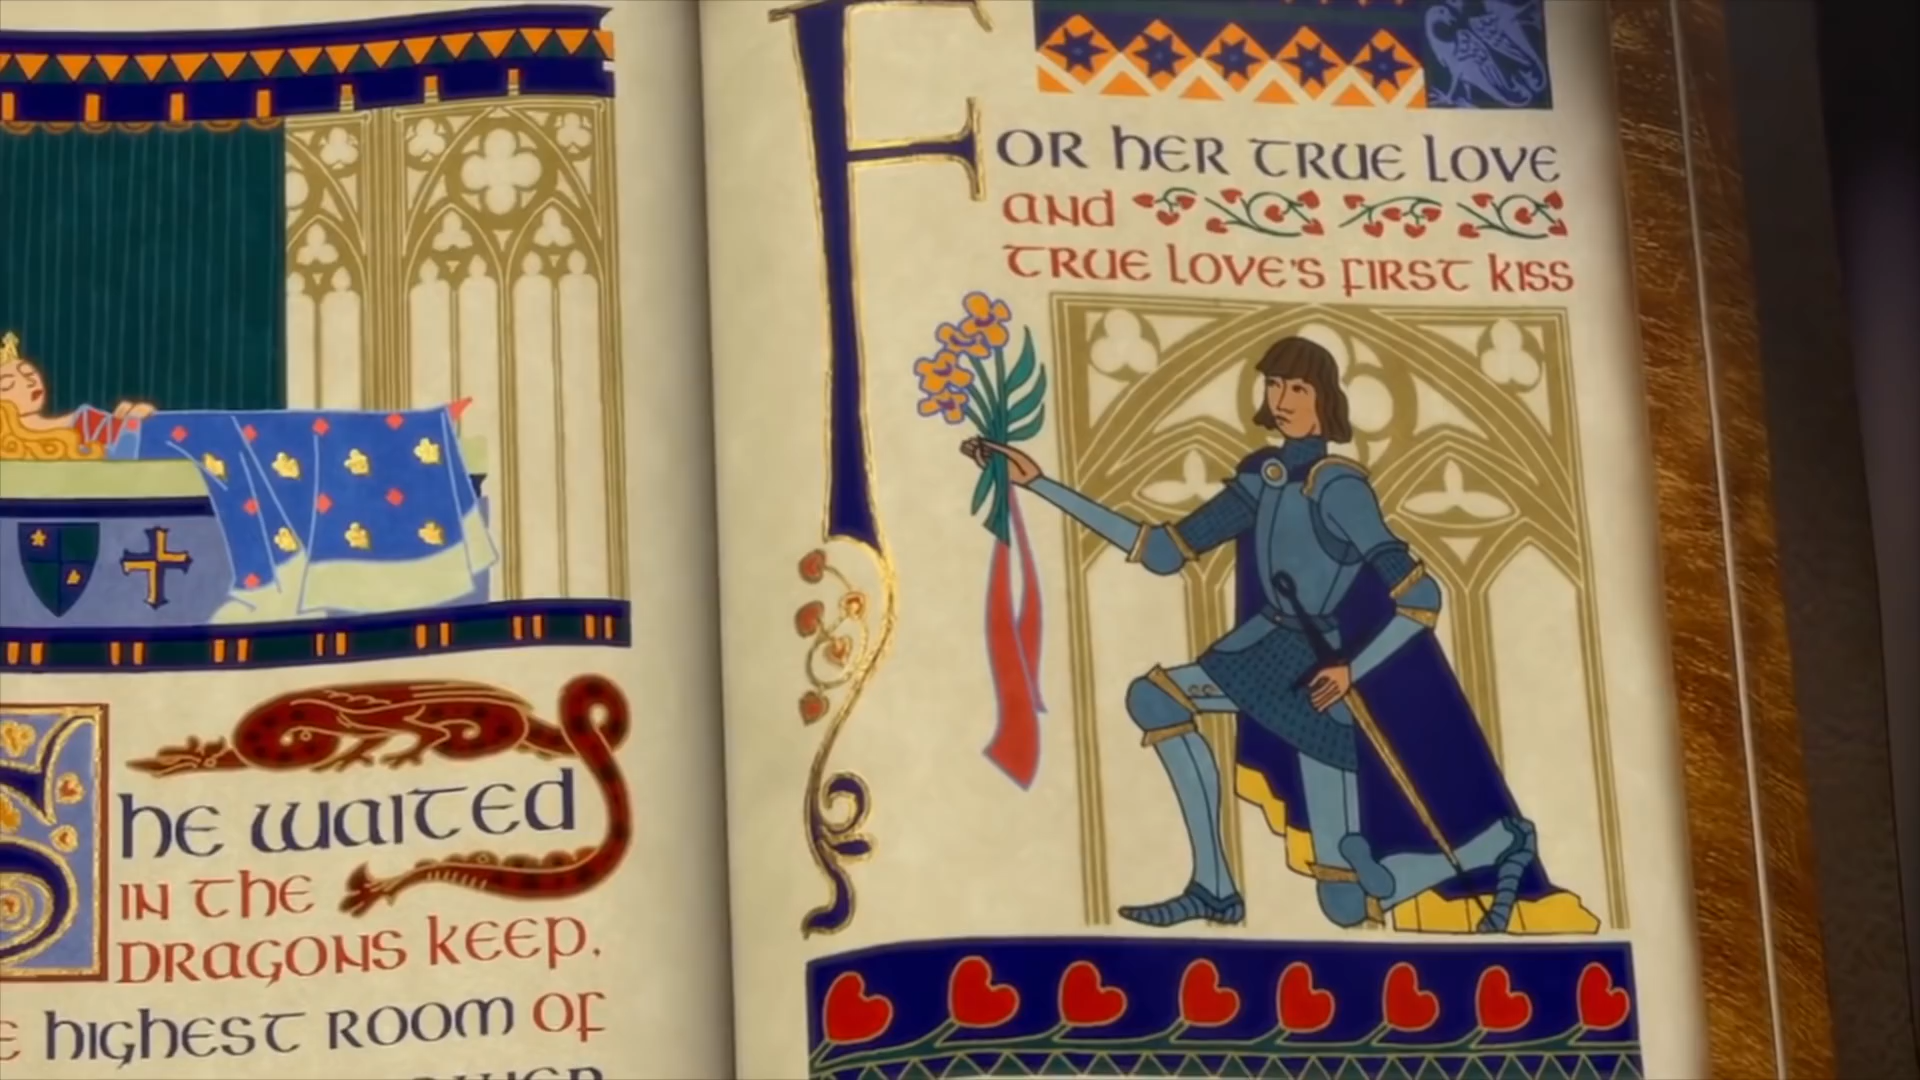 She waited
in the
dragons keep.
highest room of
For her true love
and
true love's first kiss